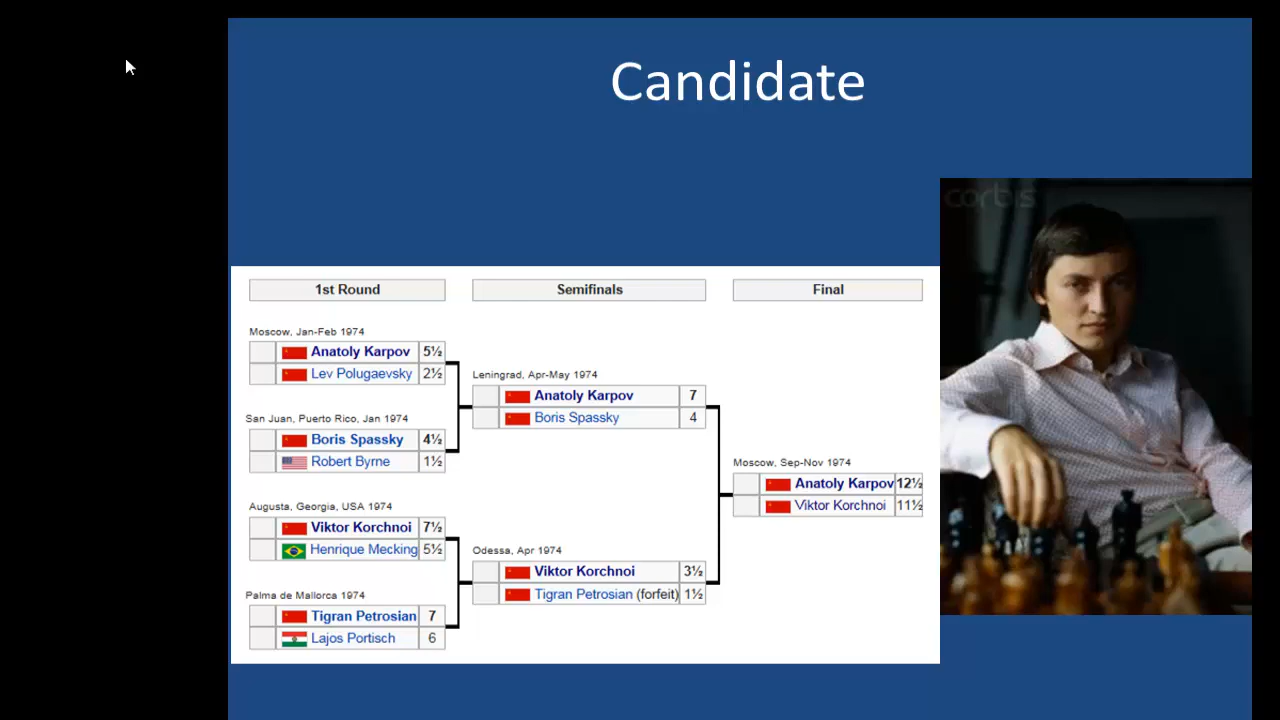 Candidate
corbis
1st Round
Semifinals
Final
Moscow, Jan-Feb 1974
Anatoly Karpov 5½
Lev Polugaevsky 2½
San Juan, Puerto Rico, Jan 1974
Boris Spassky 4½
Robert Byrne 1½
Augusta, Georgia, USA 1974
Viktor Korchnoi 7½
Henrique Mecking 5½
Palma de Mallorca 1974
Tigran Petrosian 7
Lajos Portisch 6
Leningrad, Apr-May 1974
Anatoly Karpov 7
Boris Spassky 4
Odessa, Apr 1974
Viktor Korchnoi 3½
Tigran Petrosian (forfeit) 1½
Moscow, Sep-Nov 1974
Anatoly Karpov 12½
Viktor Korchnoi 11½